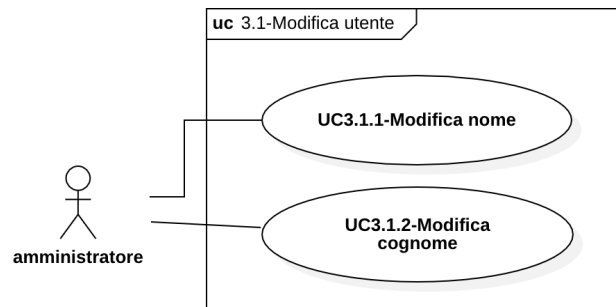 uc 3.1-Modifica utente
UC3.1.1-Modifica nome
UC3.1.2-Modifica
cognome
amministratore